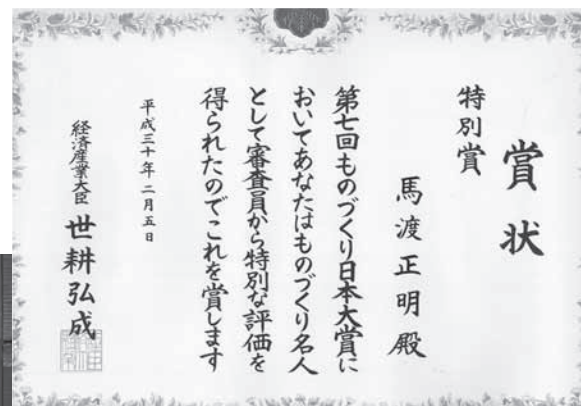 賞状
特別賞
馬渡正明殿
第七回ものづくり日本大賞に
おいてあなたはものづくり名人
として審査員から特別な評価を
得られたのでこれを賞します
平成三十年二月五日
経済産業大臣 世耕弘成